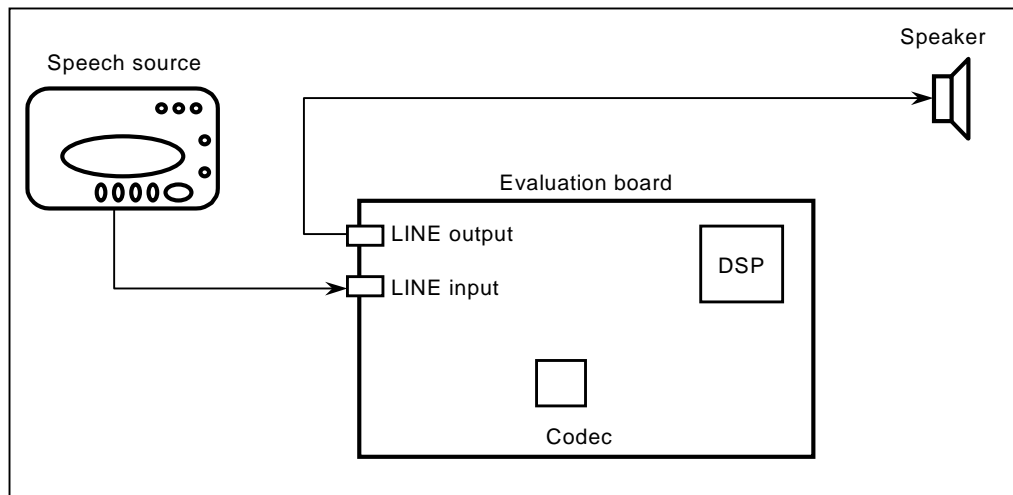 Speaker
Speech source
Evaluation board
LINE output
DSP
LINE input
Codec